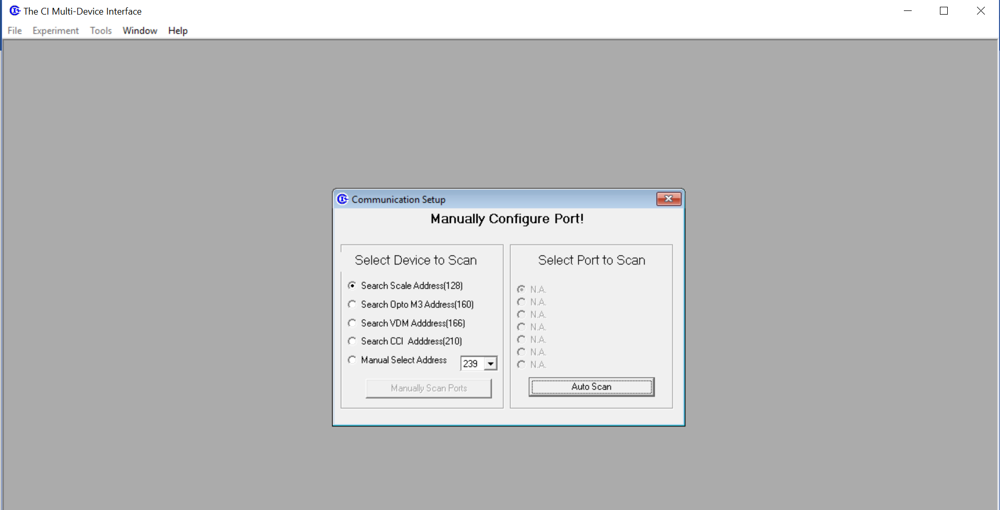 The CI Multi-Device Interface
File Experiment Tools Window Help
Communication Setup
Manually Configure Port!
Select Device to Scan
Search Scale Address(128)
Search Opto M3 Address(160)
Search VDM Adddress(166)
Search CCI Adddress(210)
Manual Select Address 239
Manually Scan Ports
Select Port to Scan
N.A.
N.A.
N.A.
N.A.
N.A.
N.A.
N.A.
Auto Scan